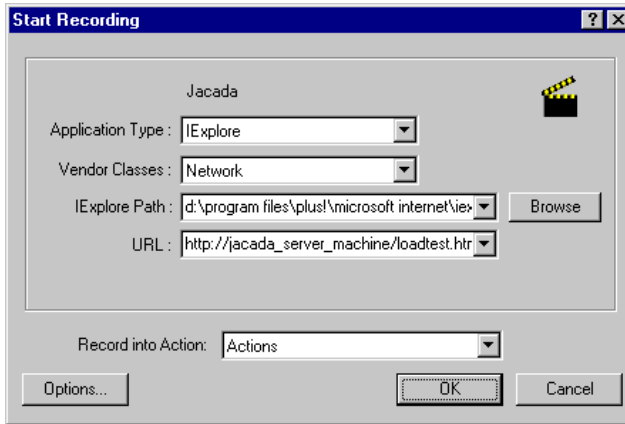 Start Recording
Jacada
Application Type : IExplore
Vendor Classes : Network
IExplore Path : d:\program files\plus!\microsoft internet\iex Browse
URL : http://jacada_server_machine/loadtest.htr
Record into Action: Actions
Options... OK Cancel